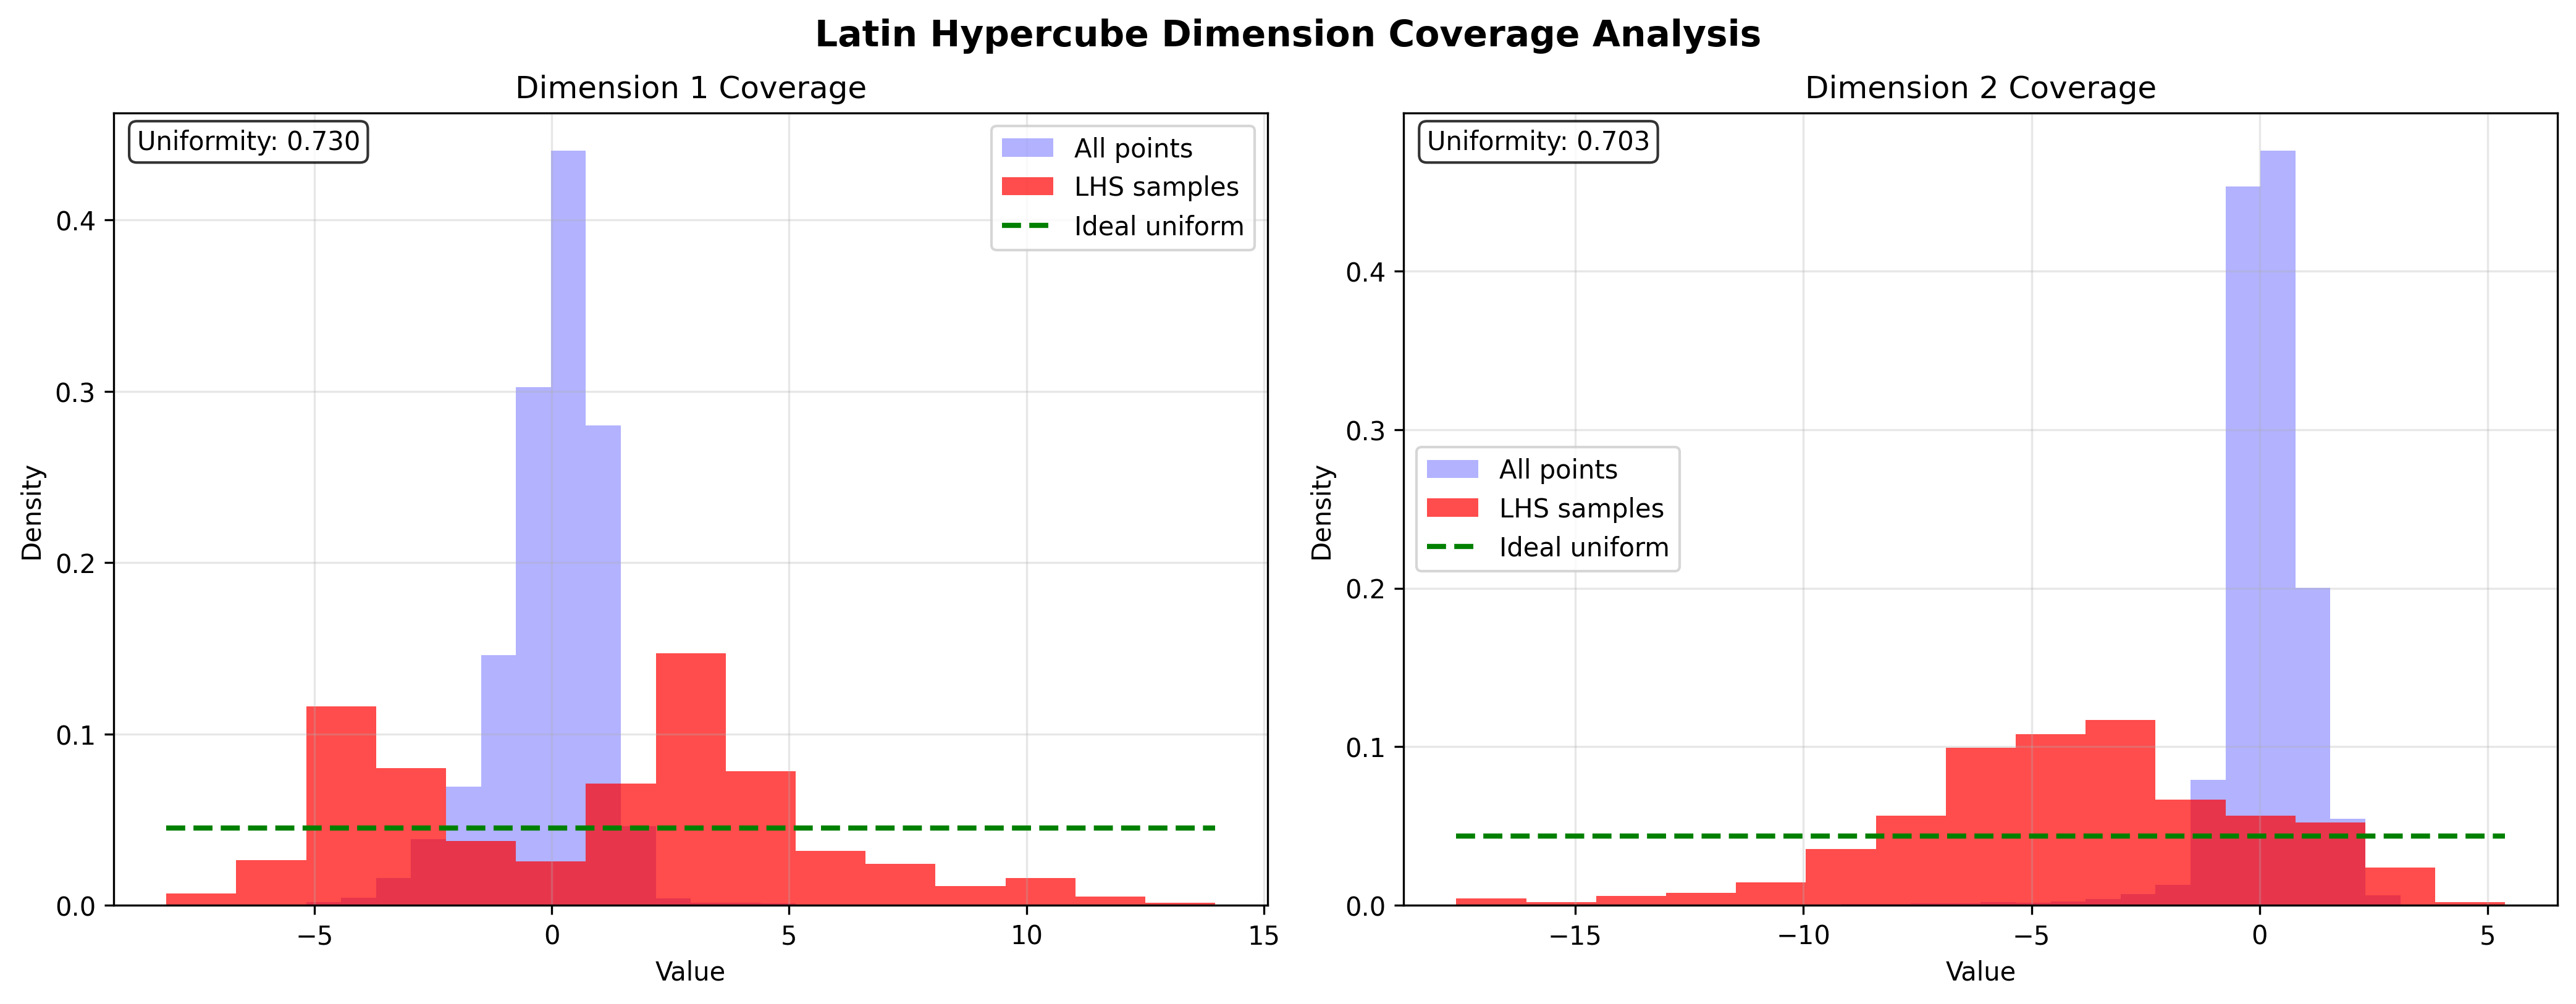 Latin Hypercube Dimension Coverage Analysis
Dimension 1 Coverage
Uniformity: 0.730
All points
LHS samples
Ideal uniform
Density
0.4
0.3
0.2
0.1
0.0
−5
0
5
10
15
Value
Dimension 2 Coverage
Uniformity: 0.703
All points
LHS samples
Ideal uniform
Density
0.4
0.3
0.2
0.1
0.0
−15
−10
−5
0
5
Value